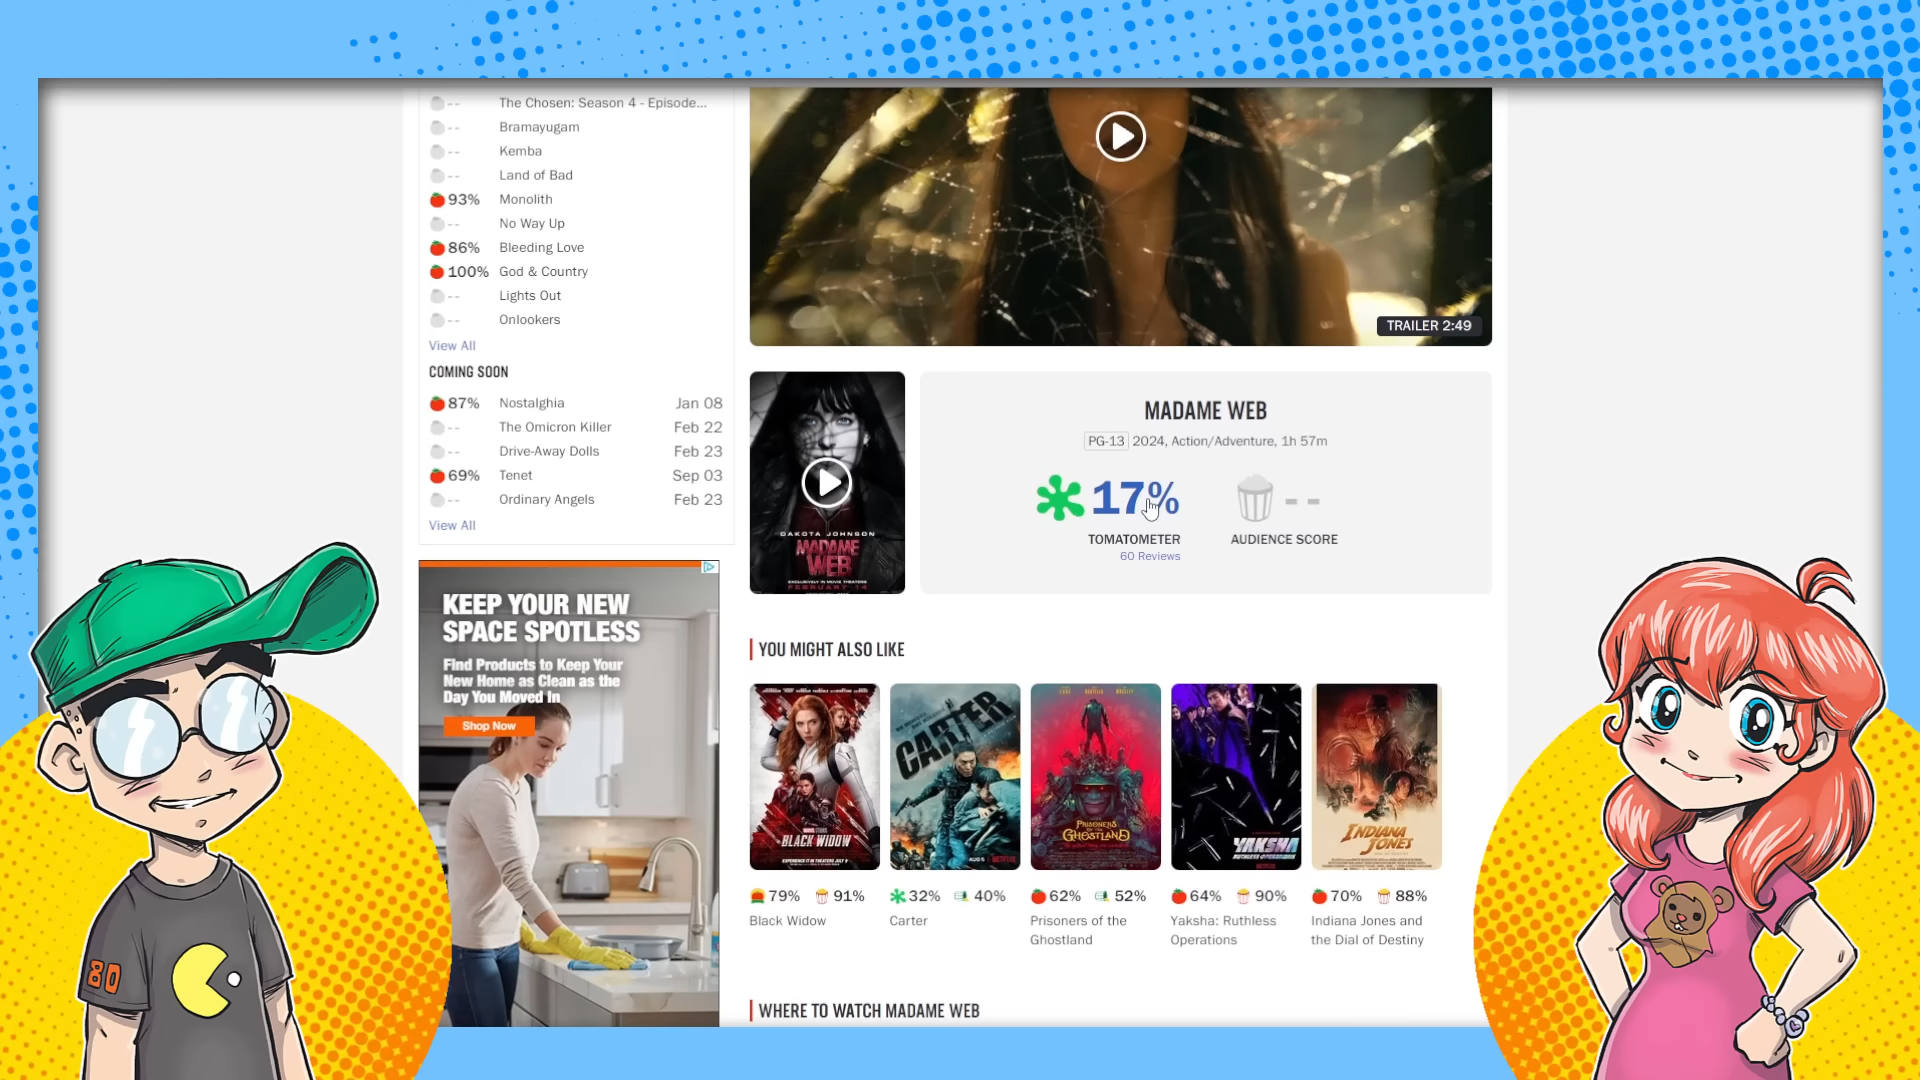 -- The Chosen: Season 4 - Episode...
-- Bramayugam
-- Kemba
-- Land of Bad
93% Monolith
-- No Way Up
86% Bleeding Love
100% God & Country
-- Lights Out
-- Onlookers
View All
COMING SOON
87% Nostalghia Jan 08
-- The Omicron Killer Feb 22
-- Drive-Away Dolls Feb 23
69% Tenet Sep 03
-- Ordinary Angels Feb 23
View All
KEEP YOUR NEW
SPACE SPOTLESS
Find Products to Keep Your
New Home as Clean as the
Day You Moved In
Shop Now
TRAILER 2:49
DAKOTA JOHNSON
MADAME
WEB
EXCLUSIVELY IN MOVIE THEATERS
FEBRUARY 14
MADAME WEB
PG-13 2024, Action/Adventure, 1h 57m
17% --
TOMATOMETER AUDIENCE SCORE
60 Reviews
YOU MIGHT ALSO LIKE
BLACK WIDOW
CARTER
PRISONERS
GHOSTLAND
YAKSHA
INDIANA
JONES
79% 91% 32% 40% 62% 52% 64% 90% 70% 88%
Black Widow
Carter
Prisoners of the
Ghostland
Yaksha: Ruthless
Operations
Indiana Jones and
the Dial of Destiny
WHERE TO WATCH MADAME WEB
80